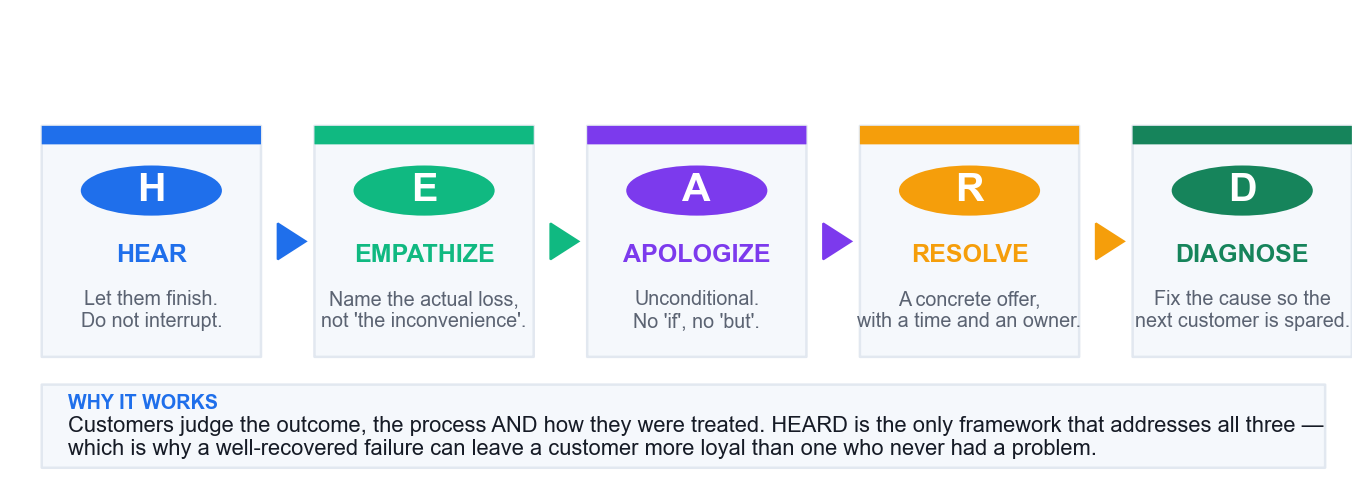 H
HEAR
Let them finish.
Do not interrupt.
E
EMPATHIZE
Name the actual loss,
not 'the inconvenience'.
A
APOLOGIZE
Unconditional.
No 'if', no 'but'.
R
RESOLVE
A concrete offer,
with a time and an owner.
D
DIAGNOSE
Fix the cause so the
next customer is spared.
WHY IT WORKS
Customers judge the outcome, the process AND how they were treated. HEARD is the only framework that addresses all three —
which is why a well-recovered failure can leave a customer more loyal than one who never had a problem.